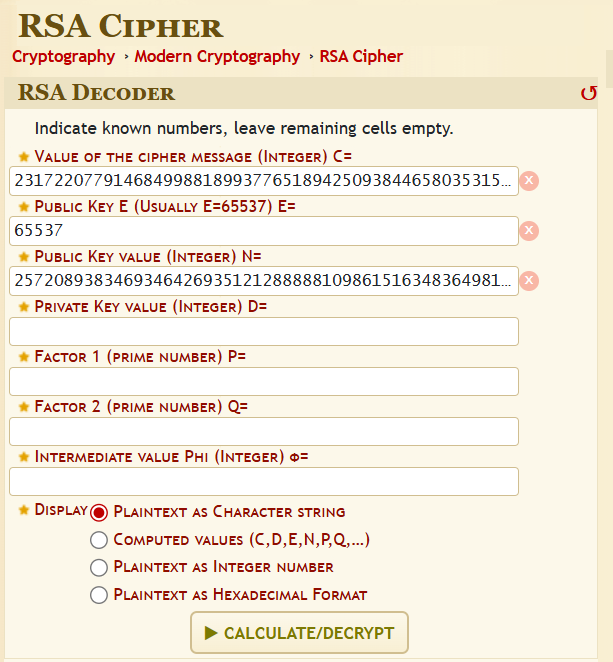 RSA Cipher
Cryptography › Modern Cryptography › RSA Cipher
RSA Decoder
Indicate known numbers, leave remaining cells empty.
Value of the cipher message (Integer) C=
2317220779146849988189937765189425093844658035315...
Public Key E (Usually E=65537) E=
65537
Public Key value (Integer) N=
2572089383469346426935121288888109861516348364981...
Private Key value (Integer) D=
Factor 1 (prime number) P=
Factor 2 (prime number) Q=
Intermediate value Phi (Integer) Φ=
Display
Plaintext as Character string
Computed values (C,D,E,N,P,Q,...)
Plaintext as Integer number
Plaintext as Hexadecimal Format
▶ CALCULATE/DECRYPT